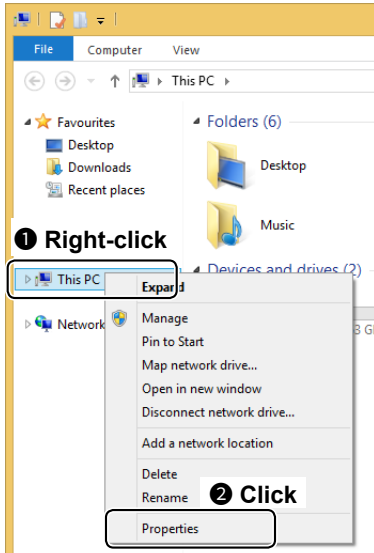 File Computer View
This PC
Favourites
Desktop
Downloads
Recent places
Folders (6)
Desktop
Music
❶ Right-click
This PC
Devices and drives (2)
Network
Expand
Manage
Pin to Start
Map network drive...
Open in new window
Disconnect network drive...
Add a network location
Delete
Rename
❷ Click
Properties